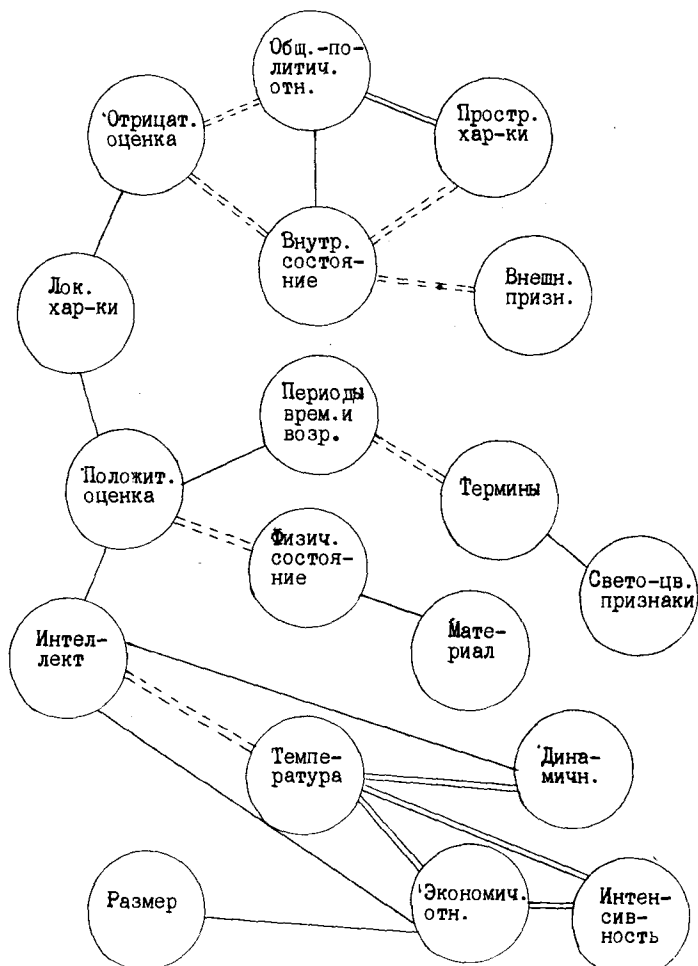 Общ.-по-
литич.
отн.
Отрицат.
оценка
Простр.
хар-ки
Внутр.
состоя-
ние
Внешн.
призн.
Лок.
хар-ки
Периоды
врем.и
возр.
Положит.
оценка
Термины
Физич.
состоя-
ние
Свето-цв.
признаки
Мате-
риал
Интел-
лект
Темпе-
ратура
Дина-
мичн.
Размер
Экономич.
отн.
Интен-
сив-
ность